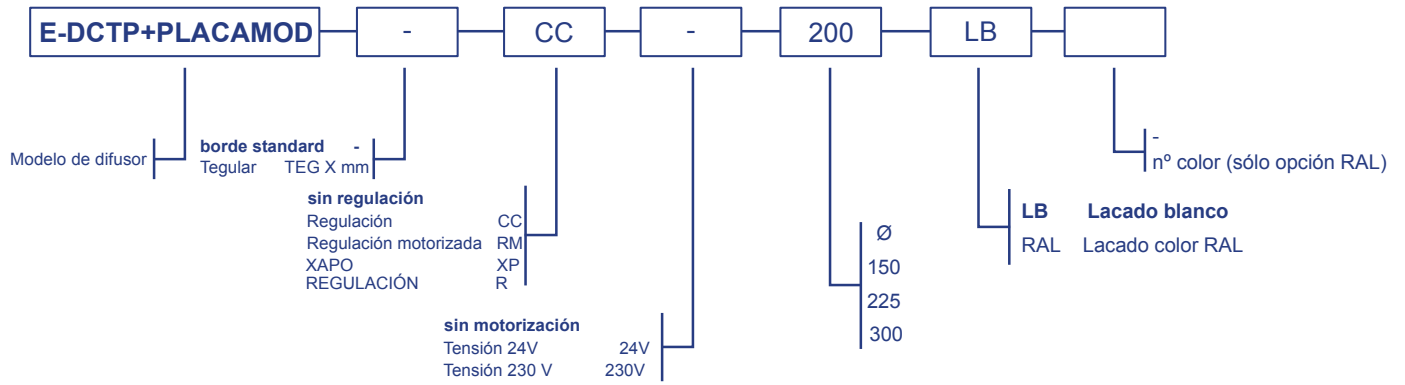 E-DCTP+PLACAMOD - CC - 200 LB
Modelo de difusor
borde standard -
Tegular TEG X mm
sin regulación
Regulación CC
Regulación motorizada RM
XAPO XP
REGULACIÓN R
sin motorización
Tensión 24V 24V
Tensión 230 V 230V
Ø
150
225
300
LB Lacado blanco
RAL Lacado color RAL
-
nº color (sólo opción RAL)